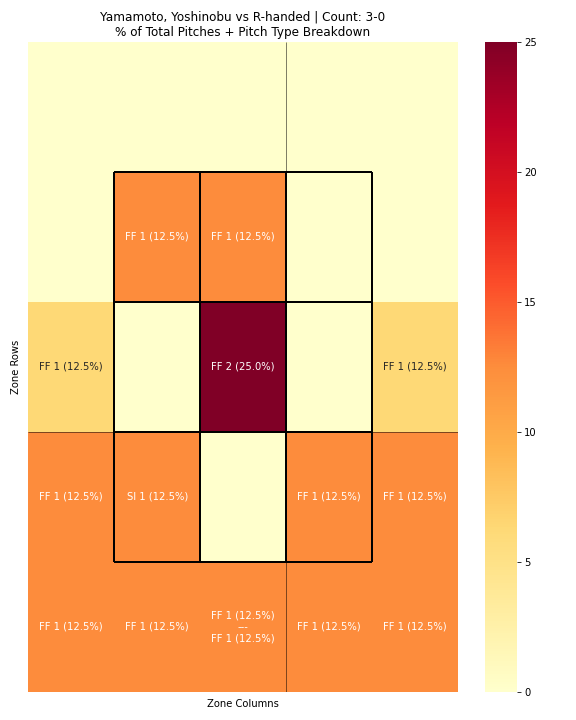 Yamamoto, Yoshinobu vs R-handed | Count: 3-0
% of Total Pitches + Pitch Type Breakdown
FF 1 (12.5%) FF 1 (12.5%)
FF 1 (12.5%) FF 2 (25.0%) FF 1 (12.5%)
FF 1 (12.5%) SI 1 (12.5%) FF 1 (12.5%) FF 1 (12.5%)
FF 1 (12.5%)
---
FF 1 (12.5%) FF 1 (12.5%) FF 1 (12.5%) FF 1 (12.5%)
FF 1 (12.5%)
Zone Rows
Zone Columns
25
20
15
10
5
0